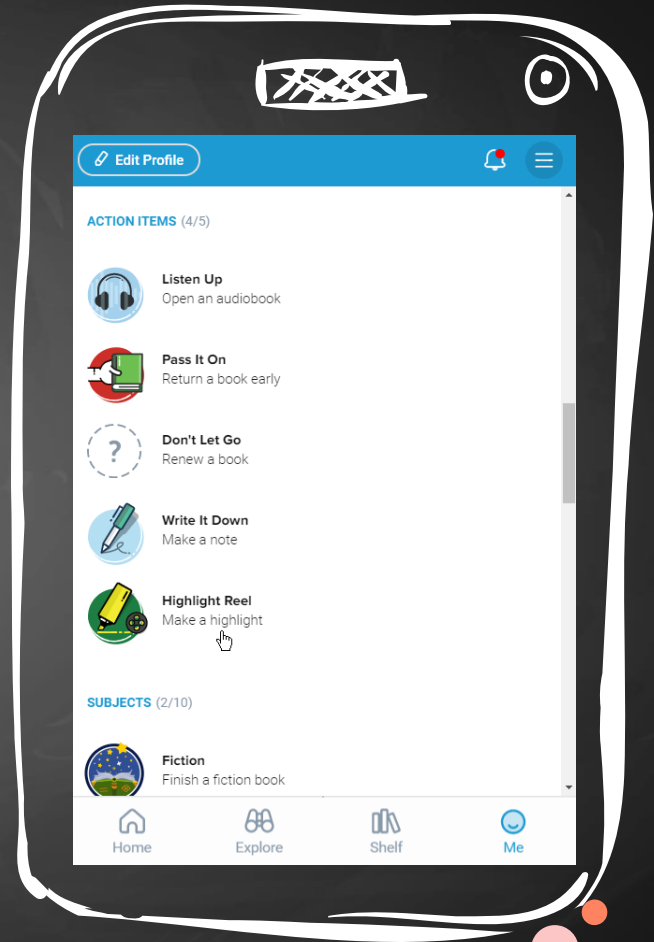 Edit Profile
ACTION ITEMS (4/5)
Listen Up
Open an audiobook
Pass It On
Return a book early
?
Don't Let Go
Renew a book
Write It Down
Make a note
Highlight Reel
Make a highlight
SUBJECTS (2/10)
Fiction
Finish a fiction book
Home
Explore
Shelf
Me